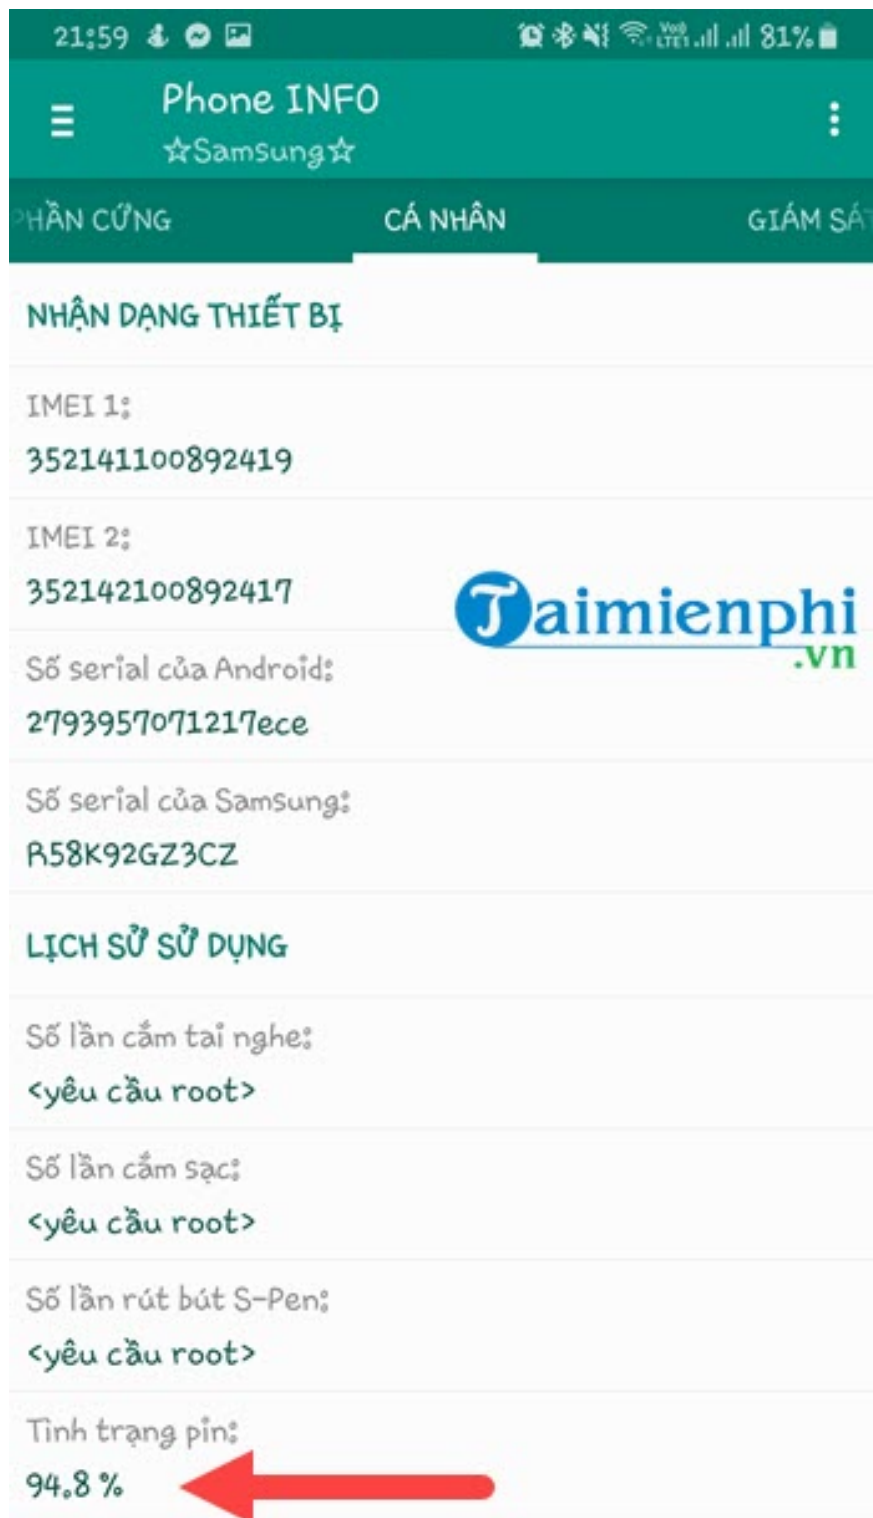 21:59
81%
Phone INFO
☆Samsung☆
PHẦN CỨNG
CÁ NHÂN
GIÁM SÁT
NHẬN DẠNG THIẾT BỊ
IMEI 1:
352141100892419
IMEI 2:
352142100892417
Taimienphi
.vn
Số serial của Android:
2793957071217ece
Số serial của Samsung:
R58K92GZ3CZ
LỊCH SỬ SỬ DỤNG
Số lần cắm tai nghe:
<yêu cầu root>
Số lần cắm sạc:
<yêu cầu root>
Số lần rút bút S-Pen:
<yêu cầu root>
Tình trạng pin:
94.8 %